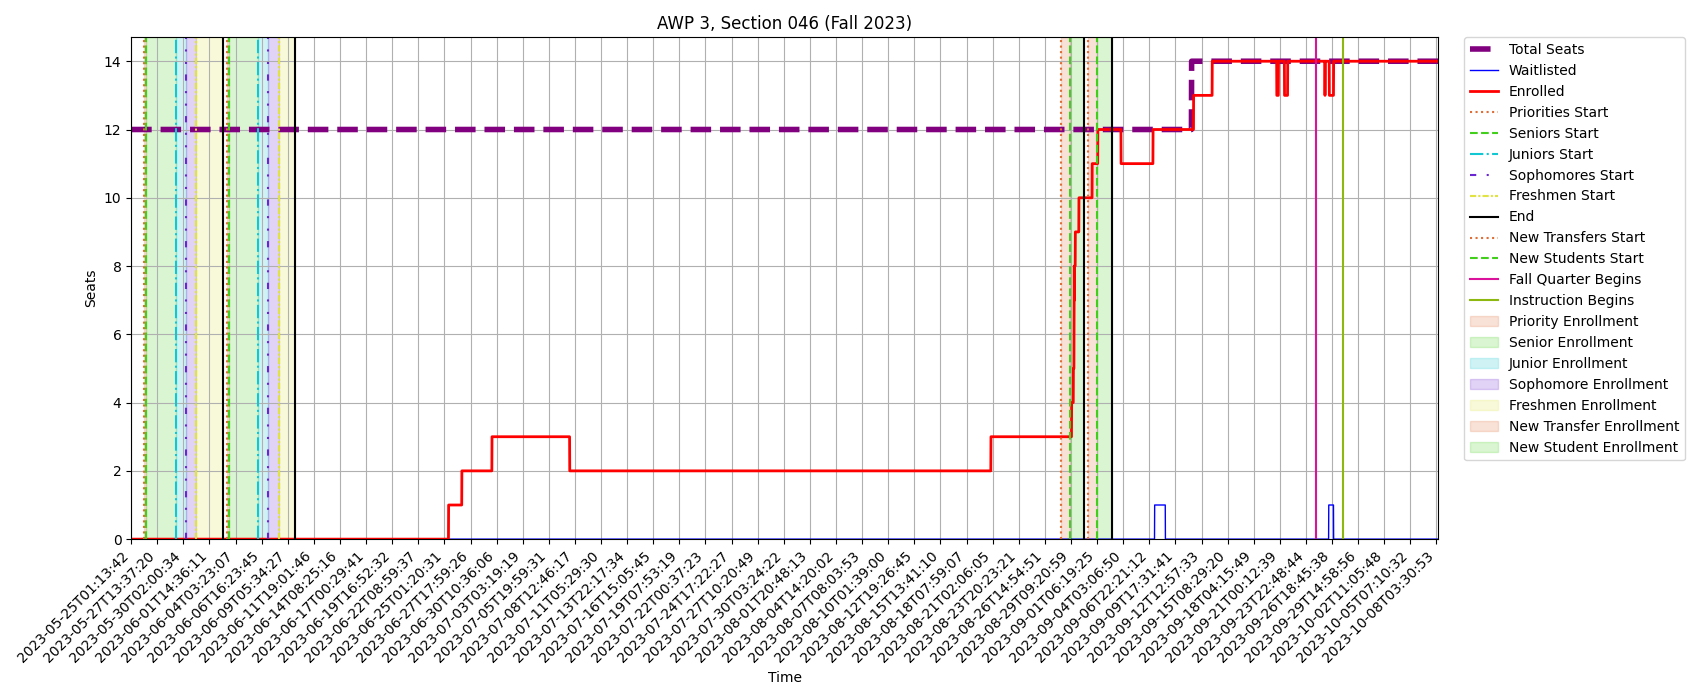 AWP 3, Section 046 (Fall 2023)
Seats
14
12
10
8
6
4
2
0
2023-05-25T01:13:42
2023-05-27T13:37:20
2023-05-30T02:00:34
2023-06-01T14:36:11
2023-06-04T03:23:07
2023-06-06T16:23:45
2023-06-09T05:34:27
2023-06-11T19:01:46
2023-06-14T08:25:16
2023-06-17T00:29:41
2023-06-19T16:52:32
2023-06-22T08:59:37
2023-06-25T01:20:31
2023-06-27T17:59:26
2023-06-30T10:36:06
2023-07-03T03:19:19
2023-07-05T19:59:31
2023-07-08T12:46:17
2023-07-11T05:29:30
2023-07-13T22:17:34
2023-07-16T15:05:45
2023-07-19T07:53:19
2023-07-22T00:37:23
2023-07-24T17:22:27
2023-07-27T10:20:49
2023-07-30T03:24:22
2023-08-01T20:48:13
2023-08-04T14:20:02
2023-08-07T08:03:53
2023-08-10T01:39:00
2023-08-12T19:26:45
2023-08-15T13:41:10
2023-08-18T07:59:07
2023-08-21T02:06:05
2023-08-23T20:23:21
2023-08-26T14:54:51
2023-08-29T09:20:59
2023-09-01T06:19:25
2023-09-04T03:06:50
2023-09-06T22:21:12
2023-09-09T17:31:41
2023-09-12T12:57:33
2023-09-15T08:29:20
2023-09-18T04:15:49
2023-09-21T00:12:39
2023-09-23T22:48:44
2023-09-26T18:45:38
2023-09-29T14:58:56
2023-10-02T11:05:48
2023-10-05T07:10:32
2023-10-08T03:30:53
Time
Total Seats
Waitlisted
Enrolled
Priorities Start
Seniors Start
Juniors Start
Sophomores Start
Freshmen Start
End
New Transfers Start
New Students Start
Fall Quarter Begins
Instruction Begins
Priority Enrollment
Senior Enrollment
Junior Enrollment
Sophomore Enrollment
Freshmen Enrollment
New Transfer Enrollment
New Student Enrollment